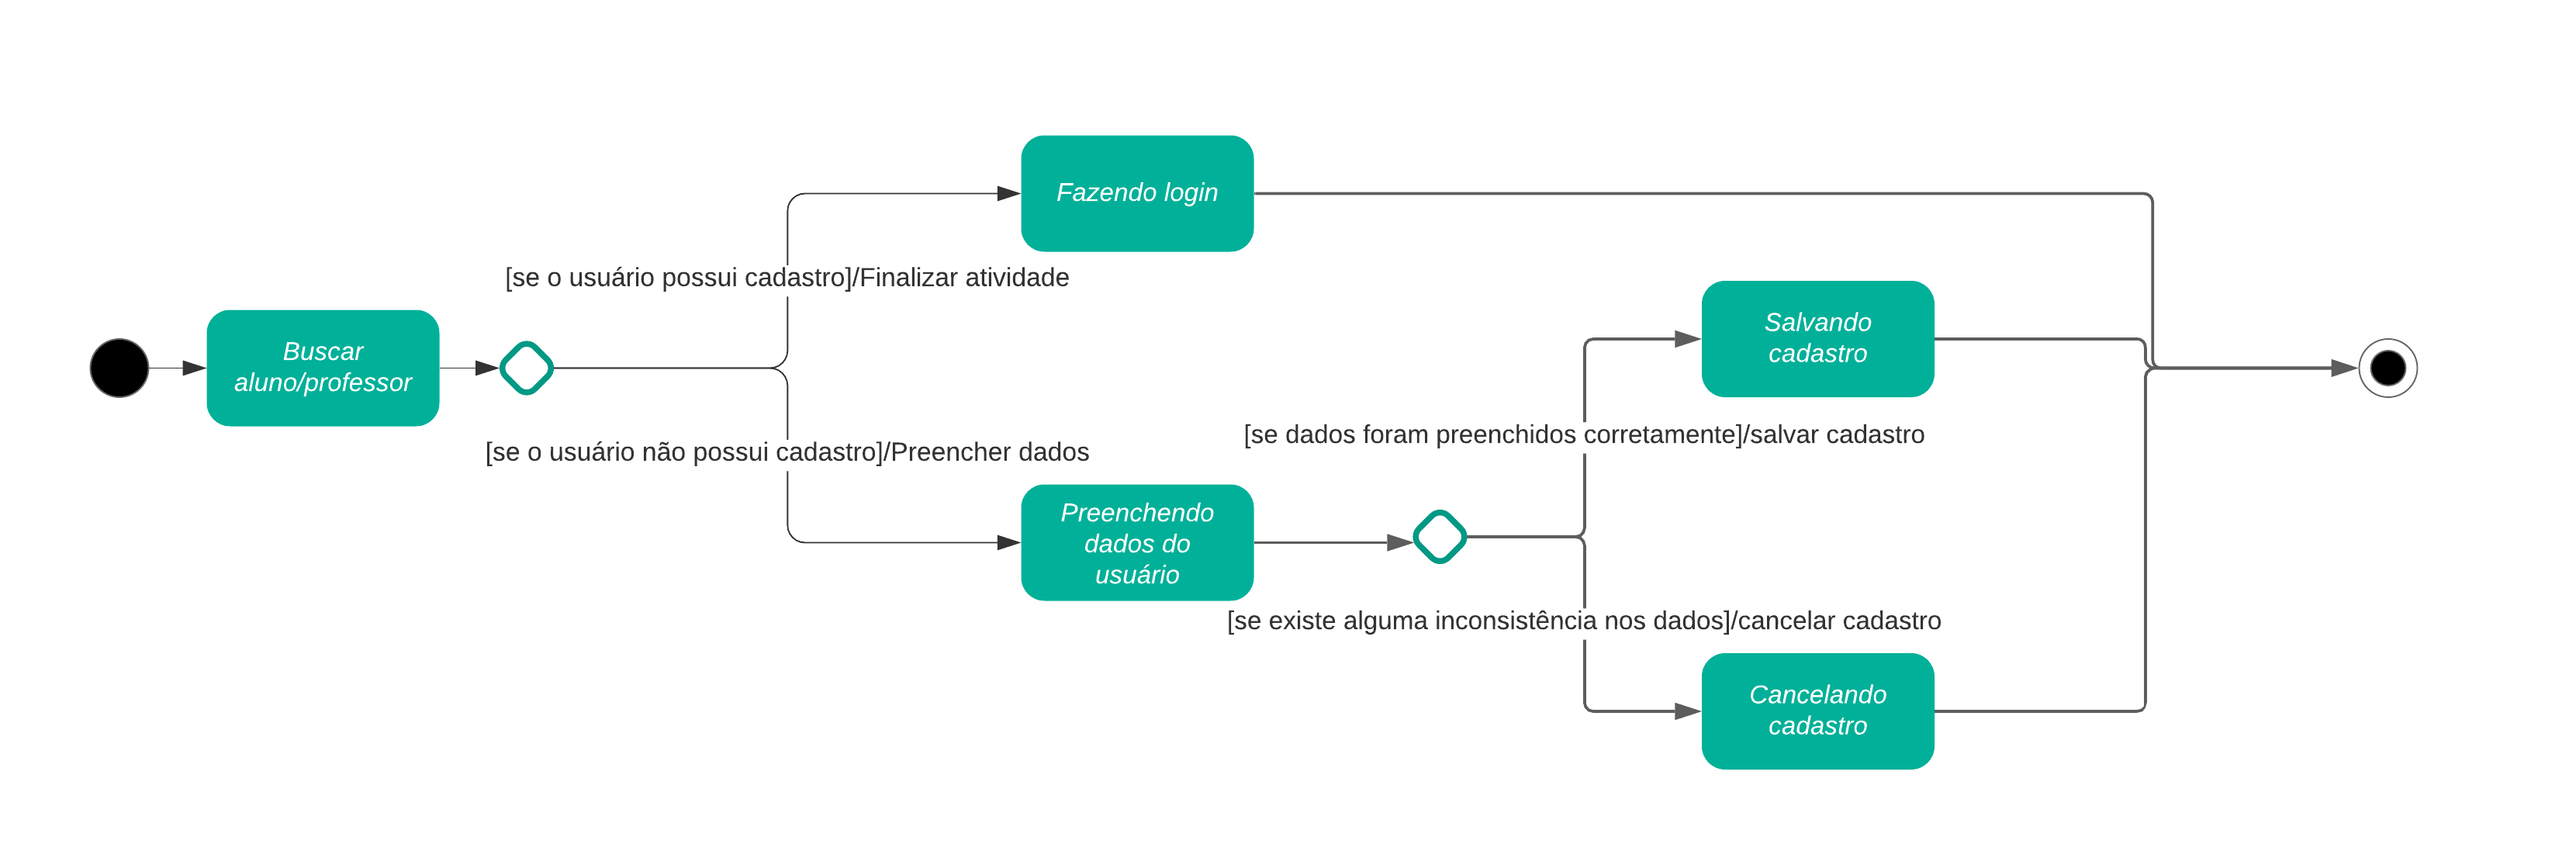 Fazendo login
[se o usuário possui cadastro]/Finalizar atividade
Buscar
aluno/professor
[se o usuário não possui cadastro]/Preencher dados
Preenchendo
dados do
usuário
Salvando
cadastro
[se dados foram preenchidos corretamente]/salvar cadastro
[se existe alguma inconsistência nos dados]/cancelar cadastro
Cancelando
cadastro